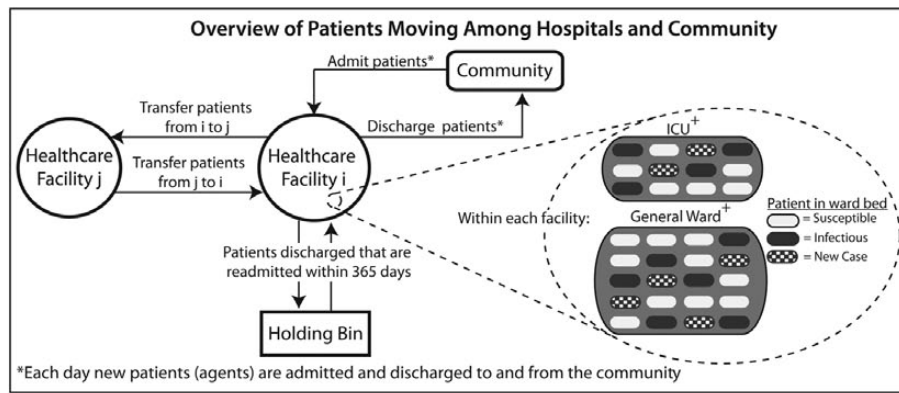 Overview of Patients Moving Among Hospitals and Community
Admit patients*
Community
Transfer patients
from i to j
Discharge patients*
Healthcare
Facility j
Transfer patients
from j to i
Healthcare
Facility i
Patients discharged that are
readmitted within 365 days
Holding Bin
Within each facility:
ICU+
General Ward+
Patient in ward bed
= Susceptible
= Infectious
= New Case
*Each day new patients (agents) are admitted and discharged to and from the community